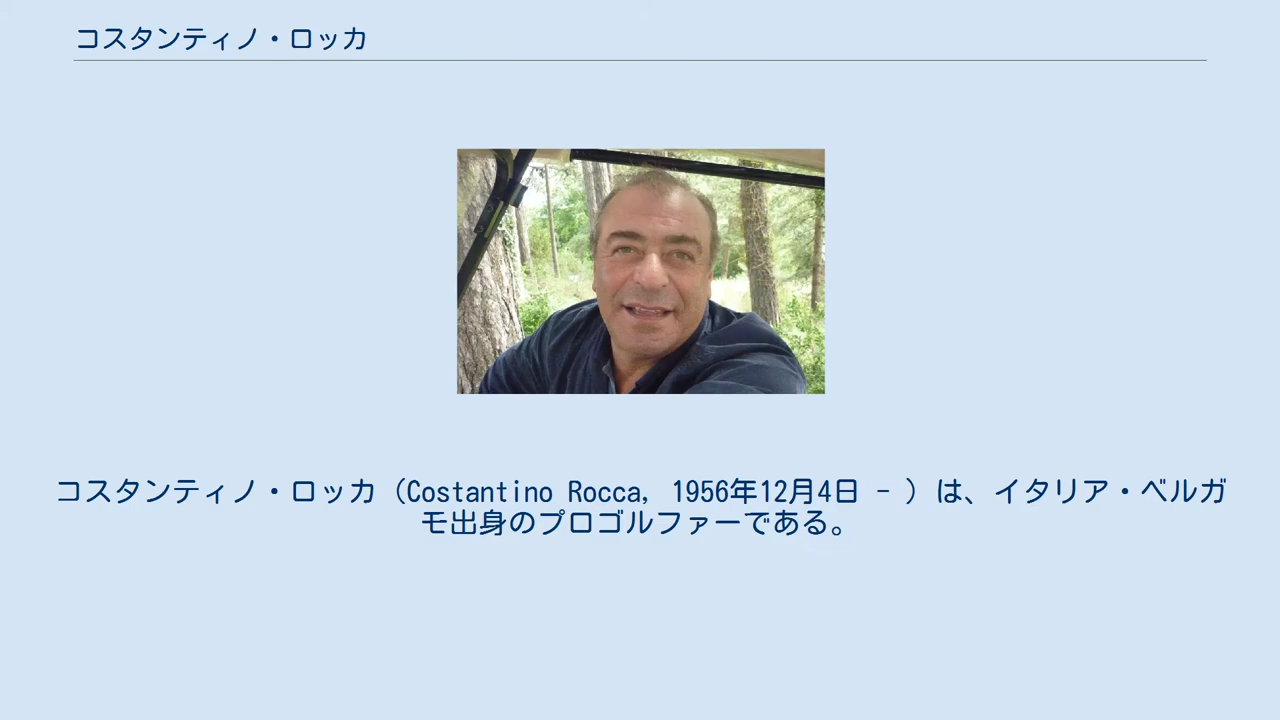 コスタンティノ・ロッカ
コスタンティノ・ロッカ（Costantino Rocca, 1956年12月4日 - ）は、イタリア・ベルガ
モ出身のプロゴルファーである。